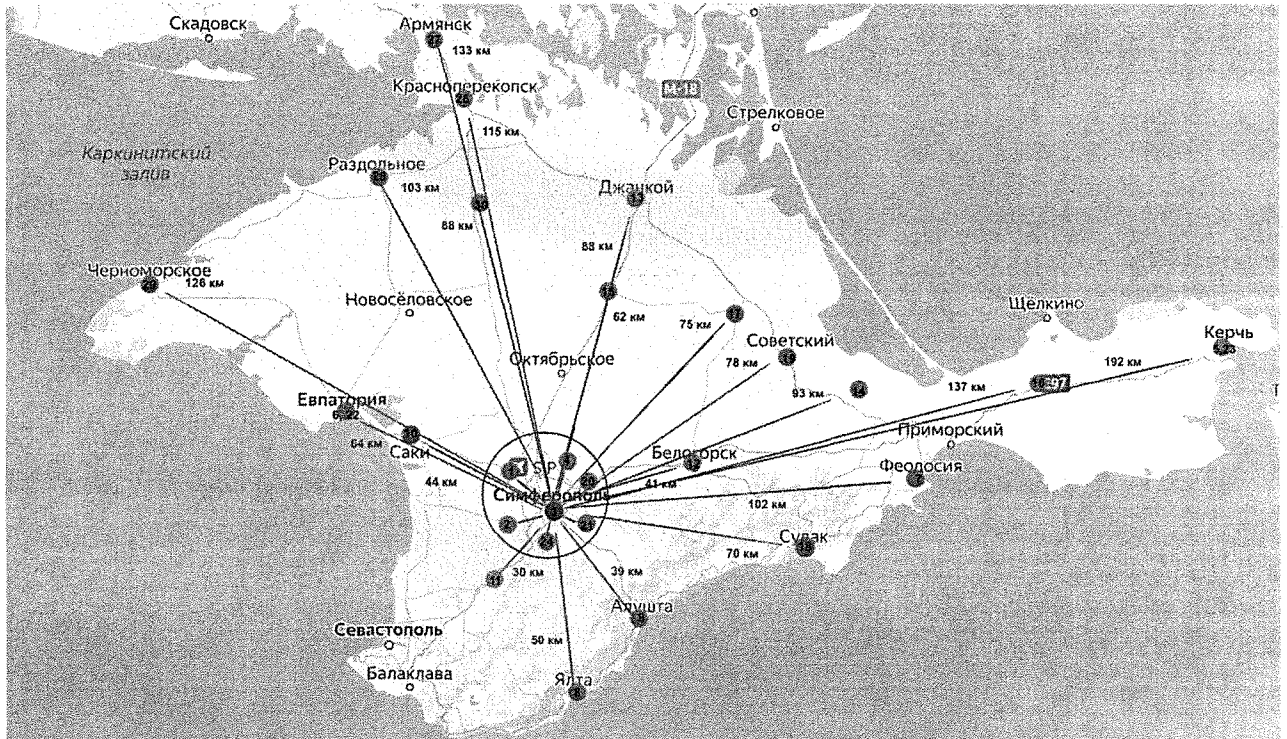 Скадовск
Армянск
133 км
Красноперекопск
М-18
115 км
Стрелковое
Каркинитский
залив
Раздольное
103 км
Джанкой
88 км
88 км
Черноморское
126 км
Новосёловское
62 км
75 км
Щёлкино
Советский
78 км
Керчь
192 км
Октябрьское
137 км
93 км
Евпатория
64 км
Саки
Белогорск
Приморский
Феодосия
44 км
41 км
Симферополь
102 км
Судак
70 км
11
30 км
39 км
Алушта
Севастополь
50 км
Балаклава
Ялта